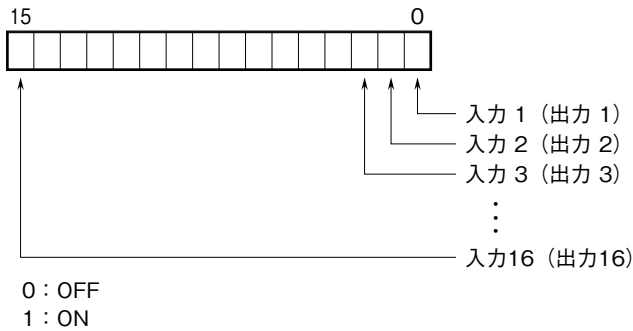 15 0
入力 1（出力 1）
入力 2（出力 2）
入力 3（出力 3）
⋮
入力16（出力16）
0：OFF
1：ON